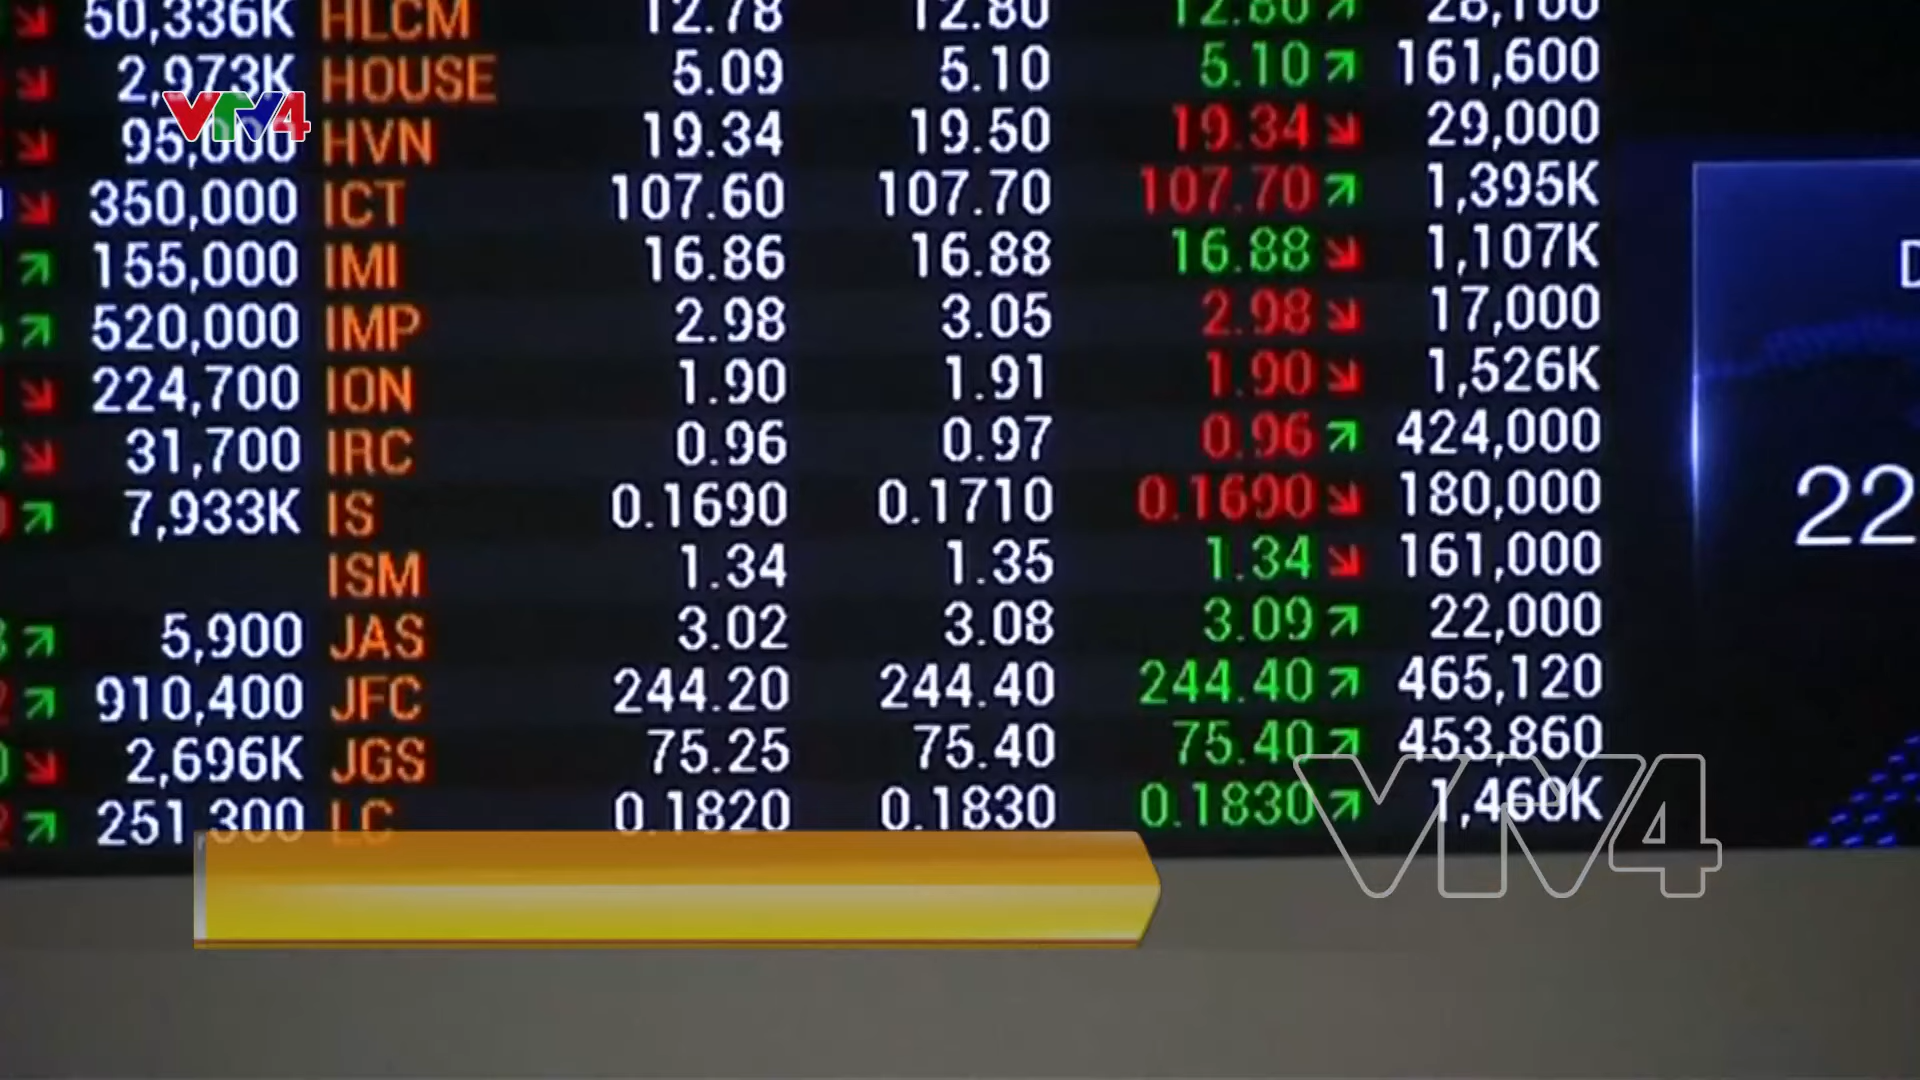 50,336K HLCM 12.78 12.80 12.80 28,100
2,973K HOUSE 5.09 5.10 5.10 161,600
VTV4
95,000 HVN 19.34 19.50 19.34 29,000
350,000 ICT 107.60 107.70 107.70 1,395K
155,000 IMI 16.86 16.88 16.88 1,107K
520,000 IMP 2.98 3.05 2.98 17,000
224,700 ION 1.90 1.91 1.90 1,526K
31,700 IRC 0.96 0.97 0.96 424,000
7,933K IS 0.1690 0.1710 0.1690 180,000
22
ISM 1.34 1.35 1.34 161,000
5,900 JAS 3.02 3.08 3.09 22,000
910,400 JFC 244.20 244.40 244.40 465,120
2,696K JGS 75.25 75.40 75.40 453,860
251,300 LC 0.1820 0.1830 0.1830 1,460K
VTV4